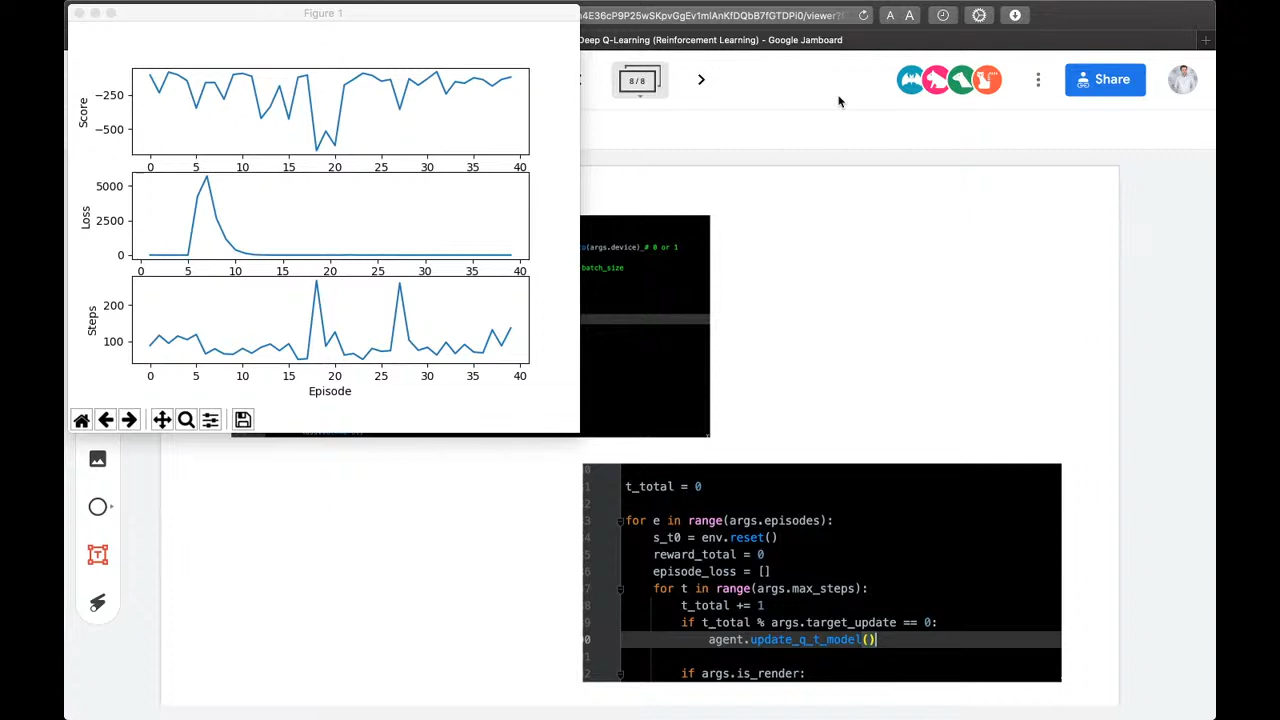 Figure 1
n4E36cP9P25wSKpvGgEv1mlAnKfDQbB7fGTDPi0/viewer?
A A
Deep Q-Learning (Reinforcement Learning) - Google Jamboard
8 / 8
Share
Score
−250
−500
0 5 10 15 20 25 30 35 40
Loss
5000
2500
0
0 5 10 15 20 25 30 35 40
Steps
200
100
0 5 10 15 20 25 30 35 40
Episode
(args.device) # 0 or 1
batch_size
T
t_total = 0
for e in range(args.episodes):
s_t0 = env.reset()
reward_total = 0
episode_loss = []
for t in range(args.max_steps):
t_total += 1
if t_total % args.target_update == 0:
agent.update_q_t_model()
if args.is_render: